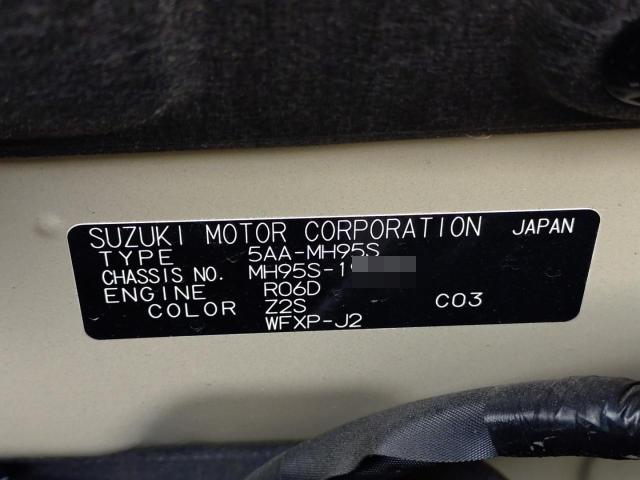 SUZUKI MOTOR CORPORATION JAPAN
TYPE 5AA-MH95S
CHASSIS NO. MH95S-1
ENGINE R06D
COLOR Z2S C03
WFXP-J2